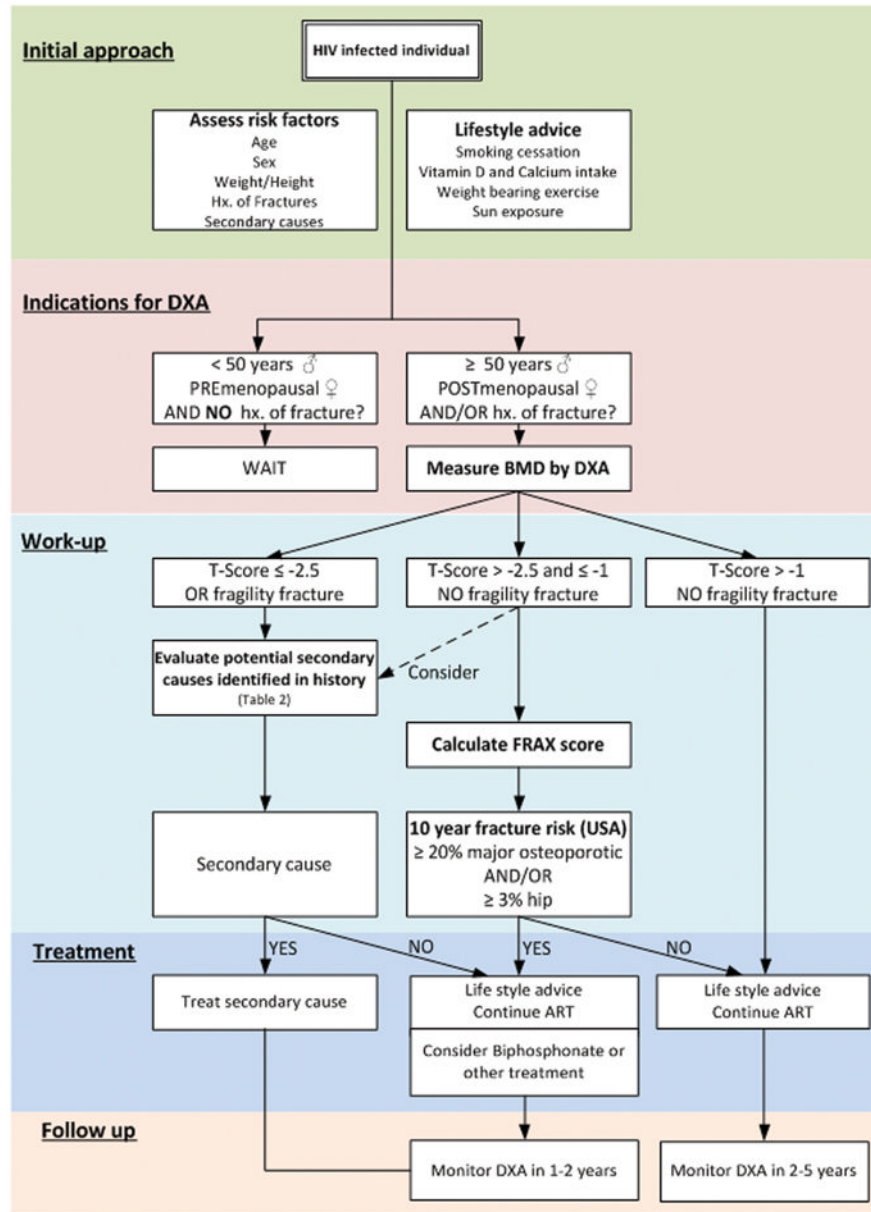 Initial approach
HIV infected individual
Assess risk factors
Age
Sex
Weight/Height
Hx. of Fractures
Secondary causes
Lifestyle advice
Smoking cessation
Vitamin D and Calcium intake
Weight bearing exercise
Sun exposure
Indications for DXA
< 50 years ♂
PREmenopausal ♀
AND NO hx. of fracture?
≥ 50 years ♂
POSTmenopausal ♀
AND/OR hx. of fracture?
WAIT
Measure BMD by DXA
Work-up
T-Score ≤ -2.5
OR fragility fracture
T-Score > -2.5 and ≤ -1
NO fragility fracture
T-Score > -1
NO fragility fracture
Evaluate potential secondary
causes identified in history
(Table 2)
Consider
Calculate FRAX score
Secondary cause
10 year fracture risk (USA)
≥ 20% major osteoporotic
AND/OR
≥ 3% hip
Treatment
YES
NO
YES
NO
Treat secondary cause
Life style advice
Continue ART
Consider Biphosphonate or
other treatment
Life style advice
Continue ART
Follow up
Monitor DXA in 1-2 years
Monitor DXA in 2-5 years